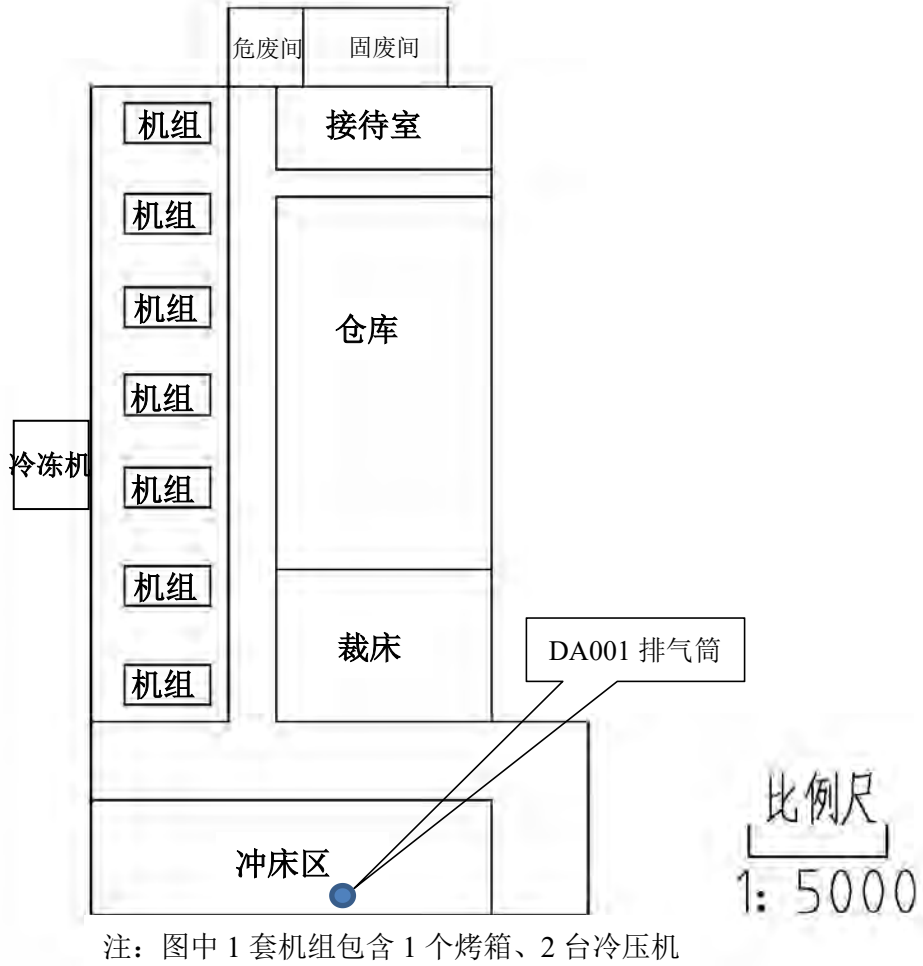 危废间
固废间
机组
接待室
机组
机组
仓库
机组
冷冻机
机组
机组
裁床
DA001 排气筒
机组
比例尺
冲床区
1: 5000
注：图中 1 套机组包含 1 个烤箱、2 台冷压机